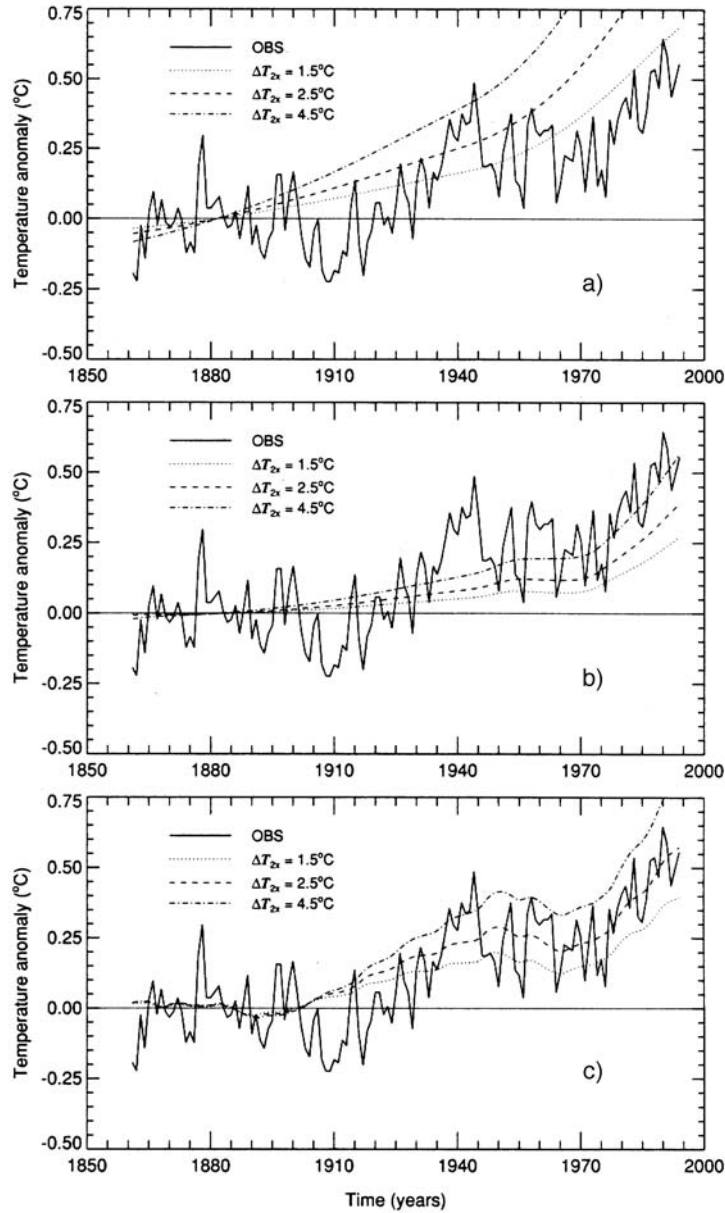 0.75
0.50
0.25
0.00
-0.25
-0.50
Temperature anomaly (°C)
OBS
ΔT2x = 1.5°C
ΔT2x = 2.5°C
ΔT2x = 4.5°C
a)
1850 1880 1910 1940 1970 2000
0.75
0.50
0.25
0.00
-0.25
-0.50
Temperature anomaly (°C)
OBS
ΔT2x = 1.5°C
ΔT2x = 2.5°C
ΔT2x = 4.5°C
b)
1850 1880 1910 1940 1970 2000
0.75
0.50
0.25
0.00
-0.25
-0.50
Temperature anomaly (°C)
OBS
ΔT2x = 1.5°C
ΔT2x = 2.5°C
ΔT2x = 4.5°C
c)
1850 1880 1910 1940 1970 2000
Time (years)